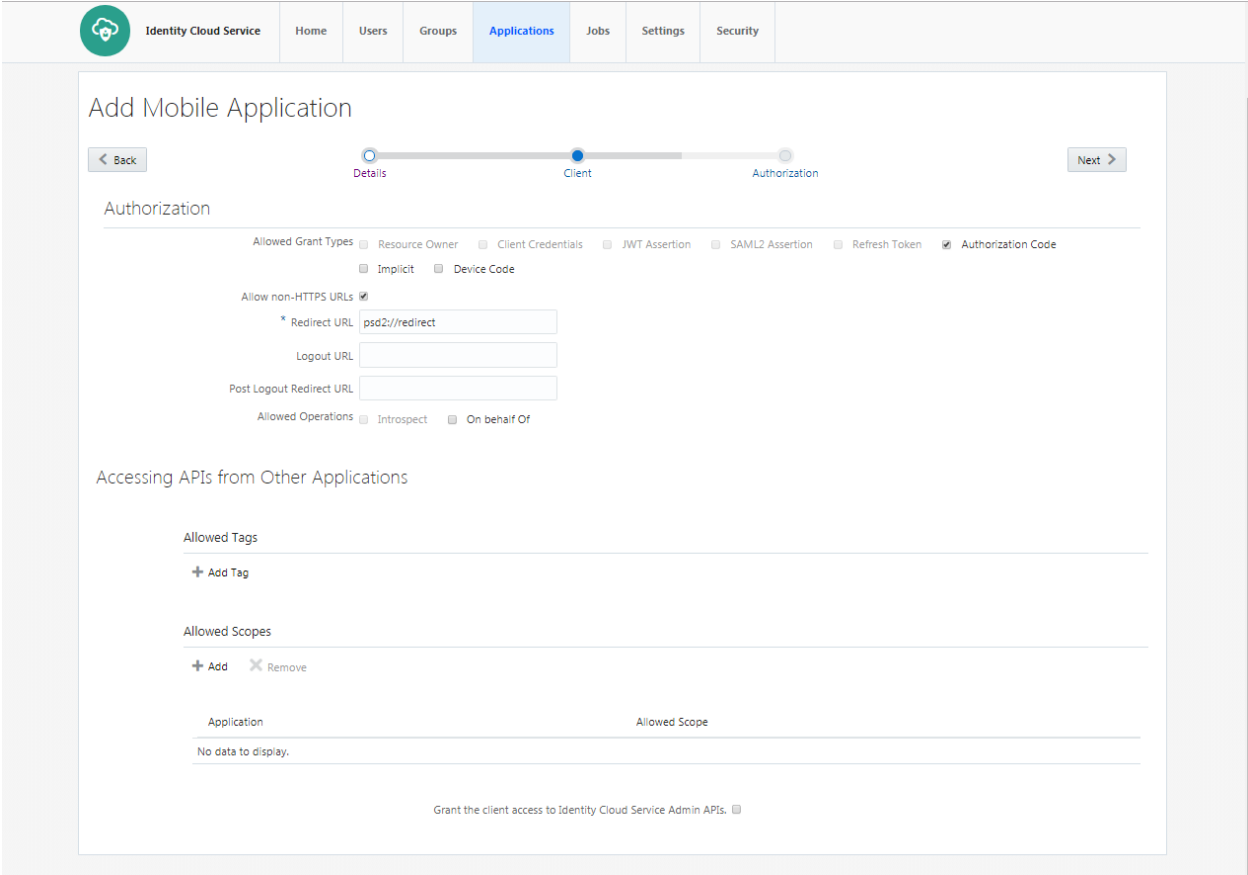 Identity Cloud Service Home Users Groups Applications Jobs Settings Security
Add Mobile Application
Back Next
Details Client Authorization
Authorization
Allowed Grant Types Resource Owner Client Credentials JWT Assertion SAML2 Assertion Refresh Token Authorization Code
Implicit Device Code
Allow non-HTTPS URLs
* Redirect URL psd2://redirect
Logout URL
Post Logout Redirect URL
Allowed Operations Introspect On behalf Of
Accessing APIs from Other Applications
Allowed Tags
Add Tag
Allowed Scopes
Add Remove
Application Allowed Scope
No data to display.
Grant the client access to Identity Cloud Service Admin APIs.